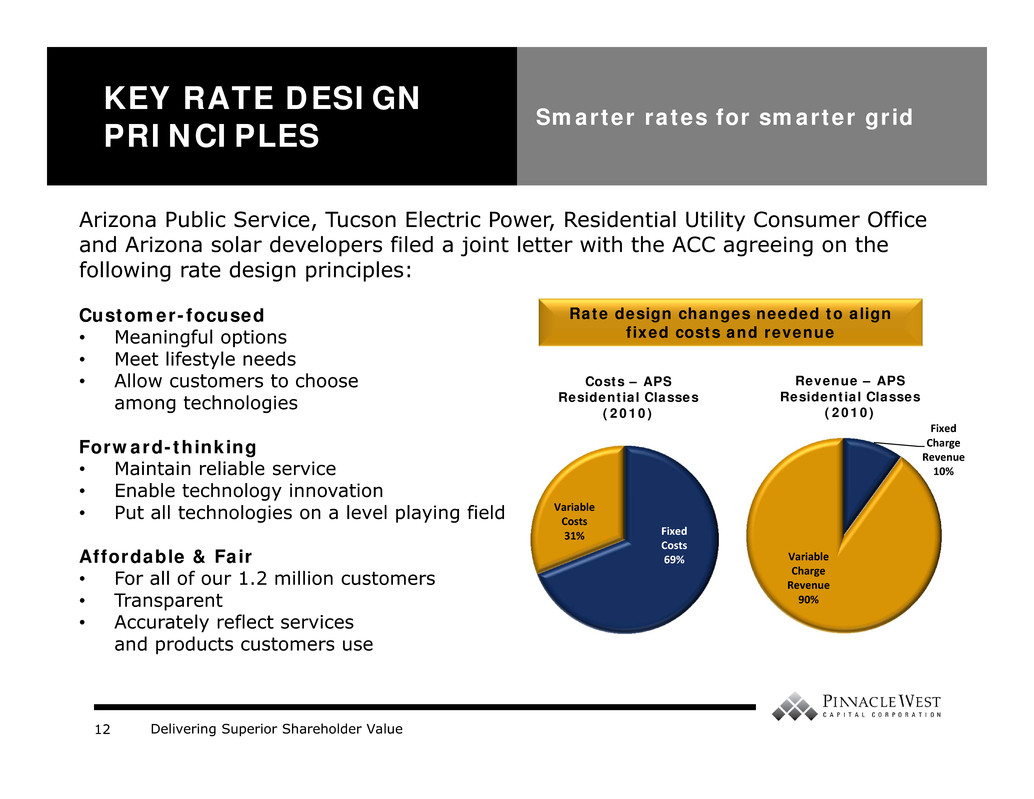 KEY RATE DESIGN
PRINCIPLES
Smarter rates for smarter grid
Arizona Public Service, Tucson Electric Power, Residential Utility Consumer Office
and Arizona solar developers filed a joint letter with the ACC agreeing on the
following rate design principles:
Customer-focused
• Meaningful options
• Meet lifestyle needs
• Allow customers to choose
among technologies
Forward-thinking
• Maintain reliable service
• Enable technology innovation
• Put all technologies on a level playing field
Affordable & Fair
• For all of our 1.2 million customers
• Transparent
• Accurately reflect services
and products customers use
Rate design changes needed to align
fixed costs and revenue
Costs – APS
Residential Classes
(2010)
Variable
Costs
31%
Fixed
Costs
69%
Revenue – APS
Residential Classes
(2010)
Fixed
Charge
Revenue
10%
Variable
Charge
Revenue
90%
PINNACLE WEST
CAPITAL CORPORATION
12 Delivering Superior Shareholder Value